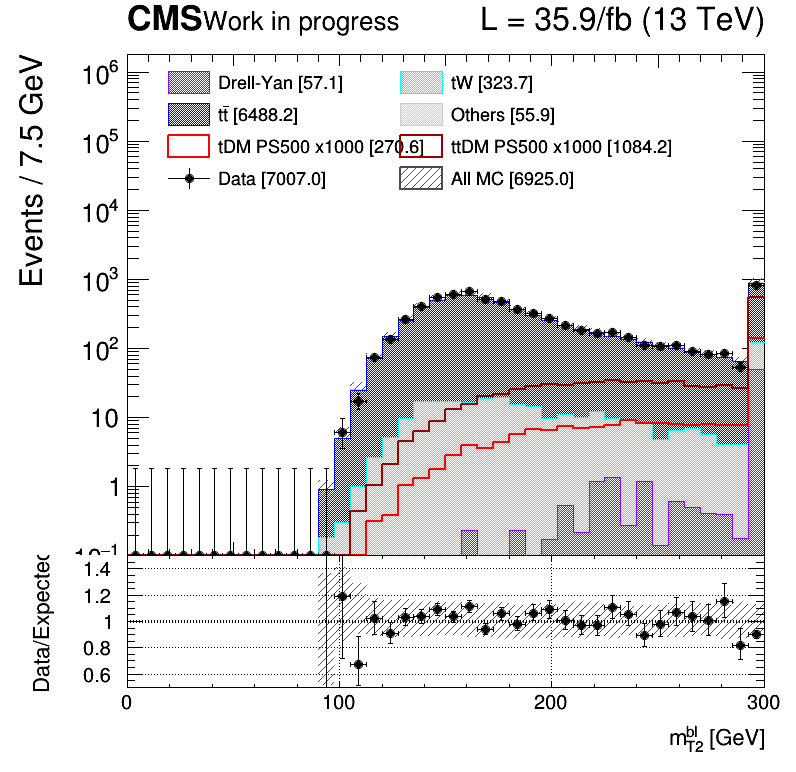 CMS Work in progress L = 35.9/fb (13 TeV)
Events / 7.5 GeV
10⁶
10⁵
10⁴
10³
10²
10
1
10⁻¹
Drell-Yan [57.1] tW [323.7]
tt̄ [6488.2] Others [55.9]
tDM PS500 x1000 [270.6] ttDM PS500 x1000 [1084.2]
Data [7007.0] All MC [6925.0]
Data/Expected
1.4
1.2
1
0.8
0.6
0 100 200 300
m_{T2}^{bl} [GeV]